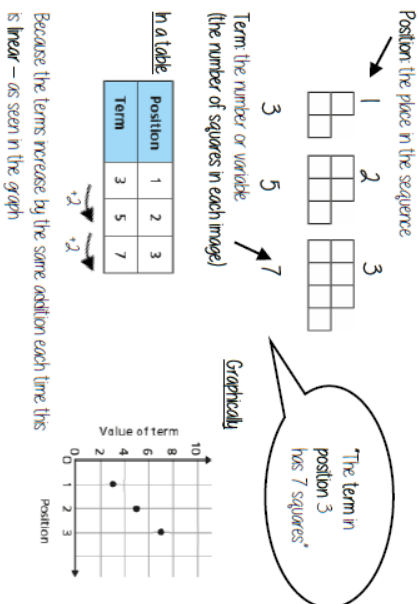 Position: the place in the sequence
1 2 3
3 5 7
Term: the number or variable
(the number of squares in each image)
"The term in
position 3
has 7 squares"
In a table
Position 1 2 3
Term 3 5 7
+2 +2
Graphically
Value of term
10
8
6
4
2
0
0 1 2 3
Position
Because the terms increase by the same addition each time this
is linear – as seen in the graph